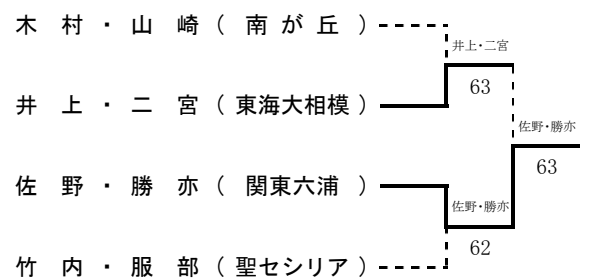 木 村 ・ 山 崎 ( 南 が 丘 )
井上・二宮
63
井 上 ・ 二 宮 ( 東海大相模 )
佐野・勝亦
63
佐 野 ・ 勝 亦 ( 関東六浦 )
佐野・勝亦
62
竹 内 ・ 服 部 ( 聖セシリア )